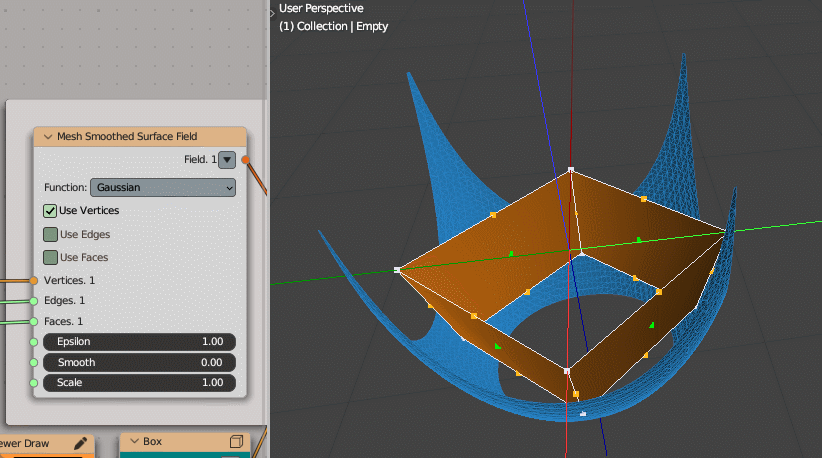 User Perspective
(1) Collection | Empty
Mesh Smoothed Surface Field
Field. 1
Function: Gaussian
Use Vertices
Use Edges
Use Faces
Vertices. 1
Edges. 1
Faces. 1
Epsilon 1.00
Smooth 0.00
Scale 1.00
ewer Draw
Box